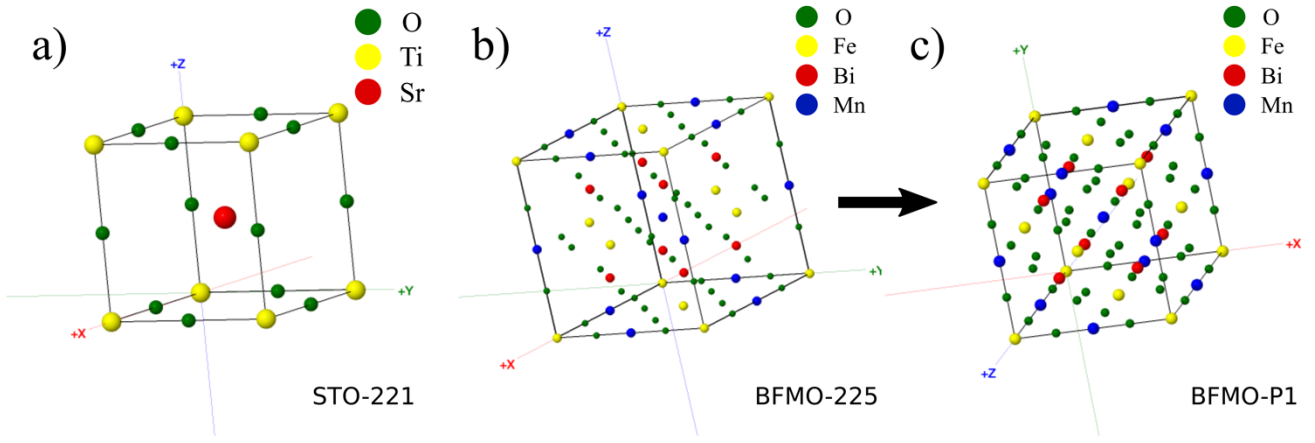 a)
O
Ti
Sr
+Z
+Y
+X
STO-221
b)
O
Fe
Bi
Mn
+Z
+Y
+X
BFMO-225
c)
O
Fe
Bi
Mn
+Y
+X
+Z
BFMO-P1